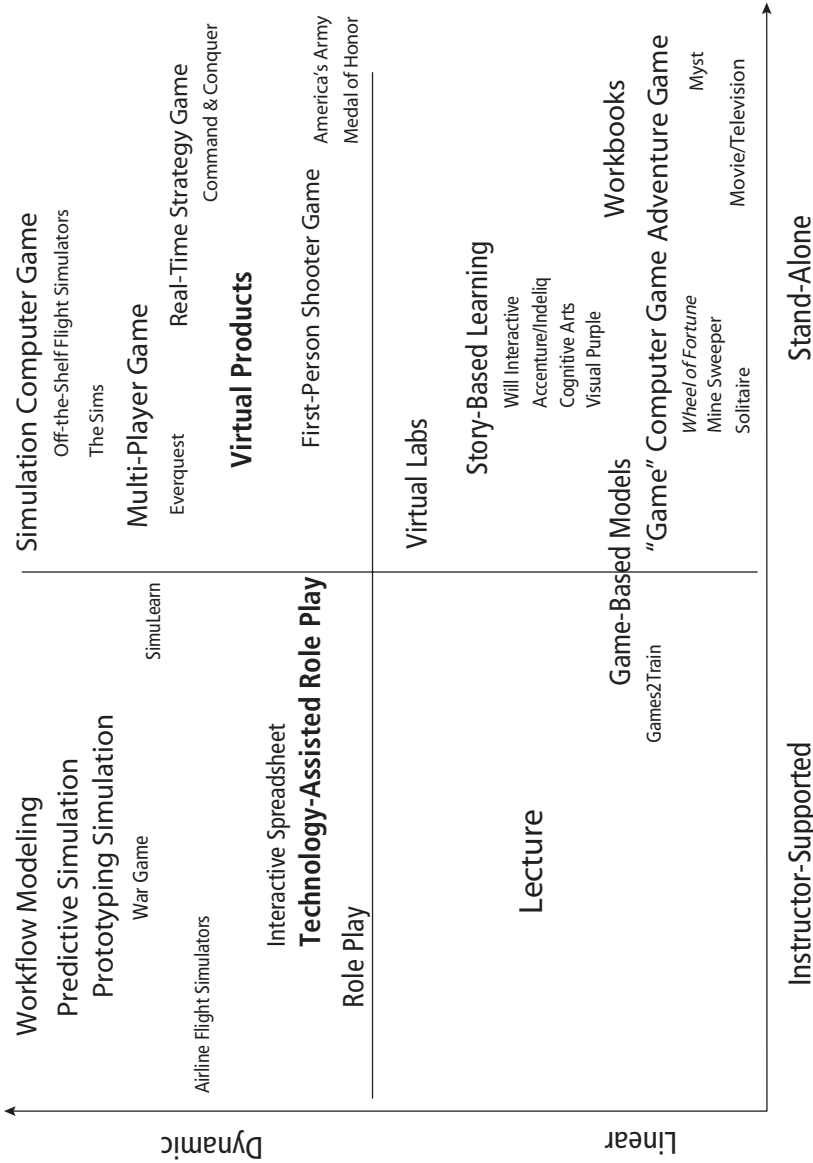 Dynamic
Linear
Workflow Modeling
Predictive Simulation
Prototyping Simulation
War Game
SimuLearn
Airline Flight Simulators
Interactive Spreadsheet
Technology-Assisted Role Play
Role Play
Simulation Computer Game
Off-the-Shelf Flight Simulators
The Sims
Multi-Player Game
Everquest
Real-Time Strategy Game
Command & Conquer
Virtual Products
First-Person Shooter Game
America's Army
Medal of Honor
Lecture
Game-Based Models
Games2Train
Virtual Labs
Story-Based Learning
Will Interactive
Accenture/Indeliq
Cognitive Arts
Visual Purple
Workbooks
“Game” Computer Game
Adventure Game
Wheel of Fortune
Mine Sweeper
Solitaire
Myst
Movie/Television
Instructor-Supported
Stand-Alone